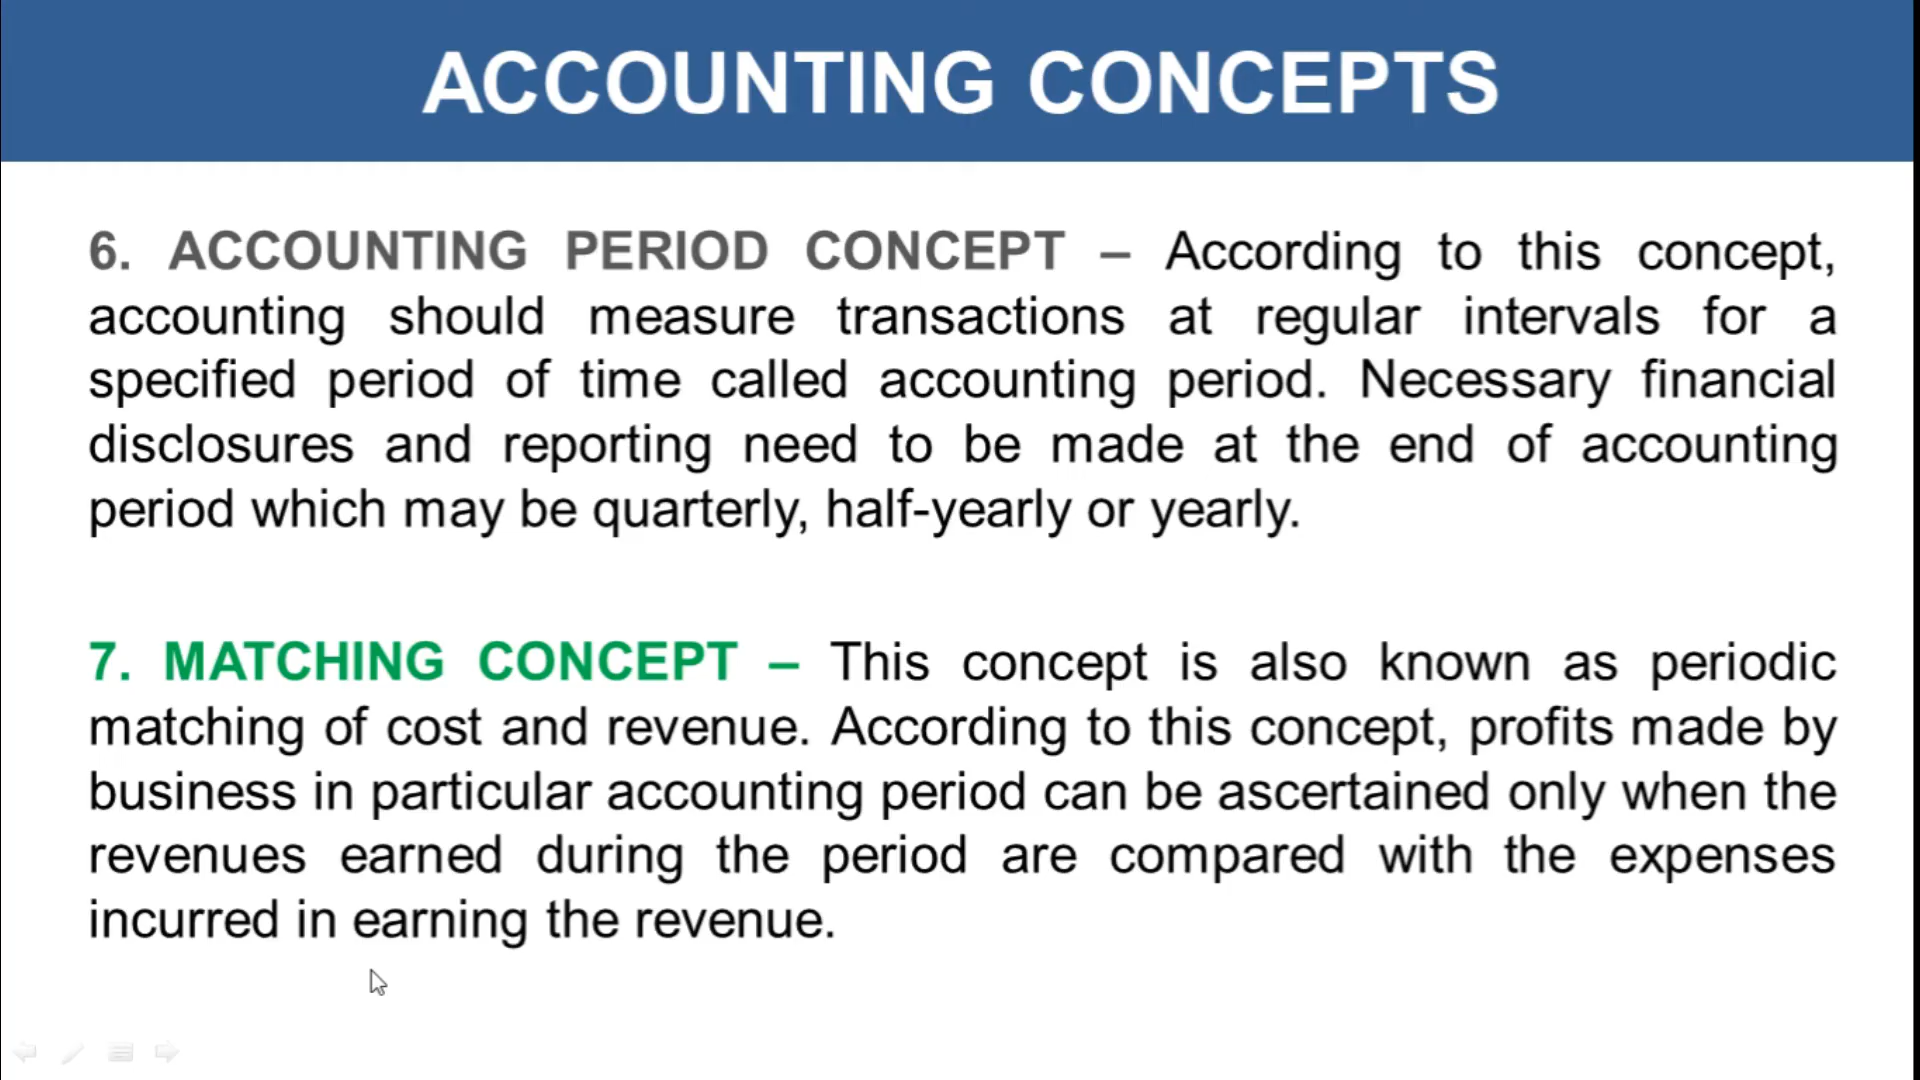 ACCOUNTING CONCEPTS
6. ACCOUNTING PERIOD CONCEPT – According to this concept,
accounting should measure transactions at regular intervals for a
specified period of time called accounting period. Necessary financial
disclosures and reporting need to be made at the end of accounting
period which may be quarterly, half-yearly or yearly.
7. MATCHING CONCEPT – This concept is also known as periodic
matching of cost and revenue. According to this concept, profits made by
business in particular accounting period can be ascertained only when the
revenues earned during the period are compared with the expenses
incurred in earning the revenue.